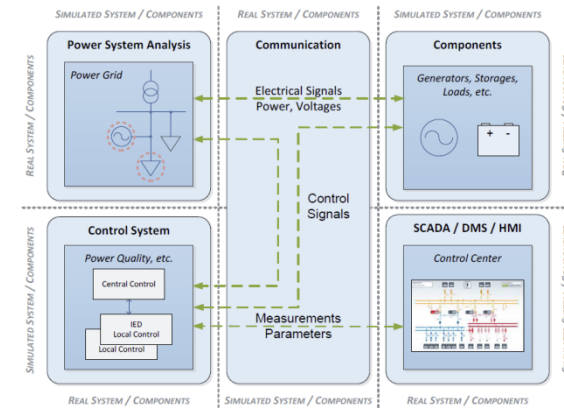 SIMULATED SYSTEM / COMPONENTS
REAL SYSTEM / COMPONENTS
SIMULATED SYSTEM / COMPONENTS
REAL SYSTEM / COMPONENTS
Power System Analysis
Power Grid
Communication
Electrical Signals
Power, Voltages
Control
Signals
Measurements
Parameters
Components
Generators, Storages,
Loads, etc.
+ -
SIMULATED SYSTEM / COMPONENTS
Control System
Power Quality, etc.
Central Control
IED
Local Control
Local Control
SCADA / DMS / HMI
Control Center
REAL SYSTEM / COMPONENTS
SIMULATED SYSTEM / COMPONENTS
REAL SYSTEM / COMPONENTS